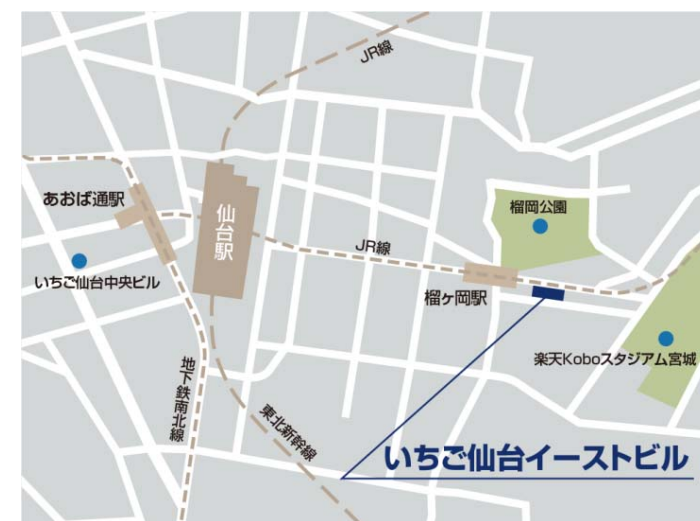 JR線
あおば通駅
仙台駅
榴岡公園
JR線
いちご仙台中央ビル
榴ヶ岡駅
楽天Koboスタジアム宮城
地下鉄南北線
東北新幹線
いちご仙台イーストビル